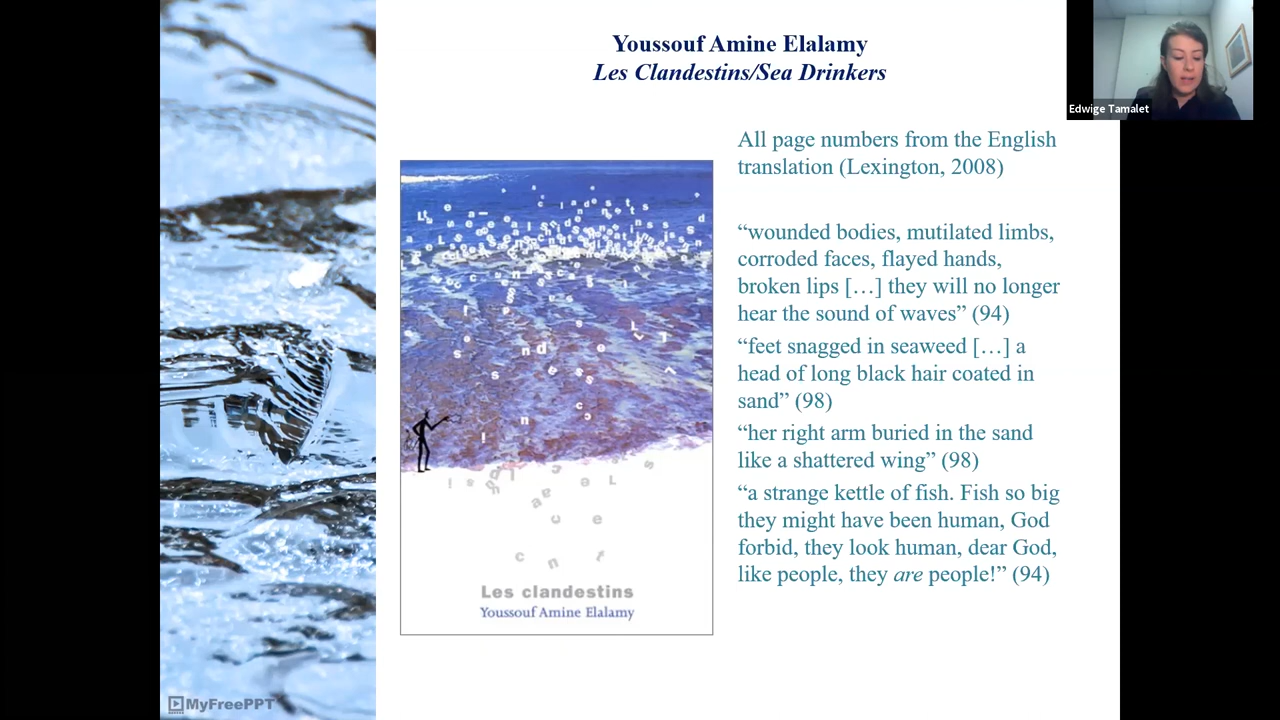 Youssouf Amine Elalamy
Les Clandestins/Sea Drinkers
Edwige Tamalet
All page numbers from the English
translation (Lexington, 2008)
“wounded bodies, mutilated limbs,
corroded faces, flayed hands,
broken lips […] they will no longer
hear the sound of waves” (94)
“feet snagged in seaweed […] a
head of long black hair coated in
sand” (98)
“her right arm buried in the sand
like a shattered wing” (98)
“a strange kettle of fish. Fish so big
they might have been human, God
forbid, they look human, dear God,
like people, they are people!” (94)
Les clandestins
Youssouf Amine Elalamy
MyFreePPT